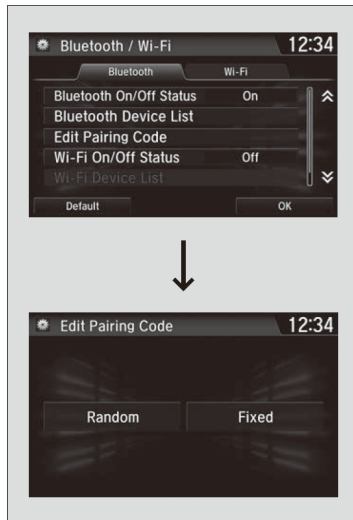 Bluetooth / Wi-Fi 12:34
Bluetooth Wi-Fi
Bluetooth On/Off Status On
Bluetooth Device List
Edit Pairing Code
Wi-Fi On/Off Status Off
Wi-Fi Device List
Default OK
Edit Pairing Code 12:34
Random Fixed